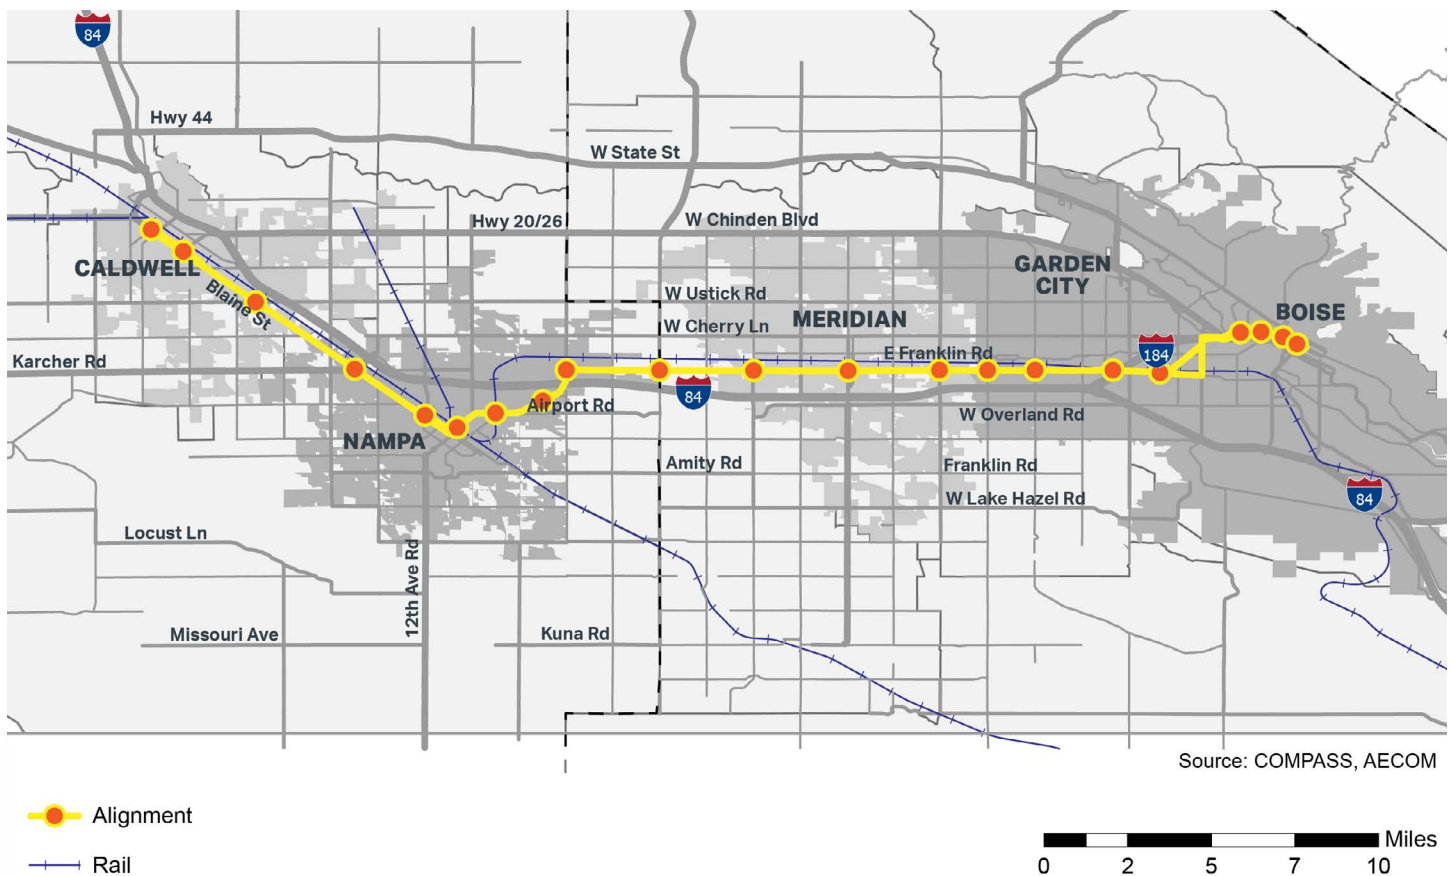 84
Hwy 44
W State St
Hwy 20/26
W Chinden Blvd
CALDWELL
GARDEN
CITY
Blaine St
W Ustick Rd
W Cherry Ln
MERIDIAN
BOISE
Karcher Rd
E Franklin Rd
184
84
Airport Rd
W Overland Rd
NAMPA
Amity Rd
Franklin Rd
W Lake Hazel Rd
84
Locust Ln
12th Ave Rd
Missouri Ave
Kuna Rd
Source: COMPASS, AECOM
Alignment
Rail
Miles
0 2 5 7 10